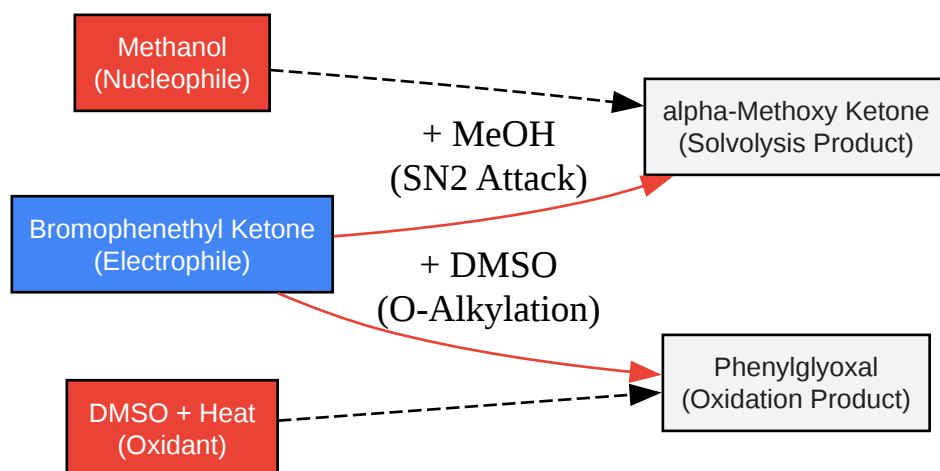 Methanol
(Nucleophile)
alpha-Methoxy Ketone
(Solvolysis Product)
+ MeOH
(SN2 Attack)
Bromophenethyl Ketone
(Electrophile)
+ DMSO
(O-Alkylation)
Phenylglyoxal
(Oxidation Product)
DMSO + Heat
(Oxidant)